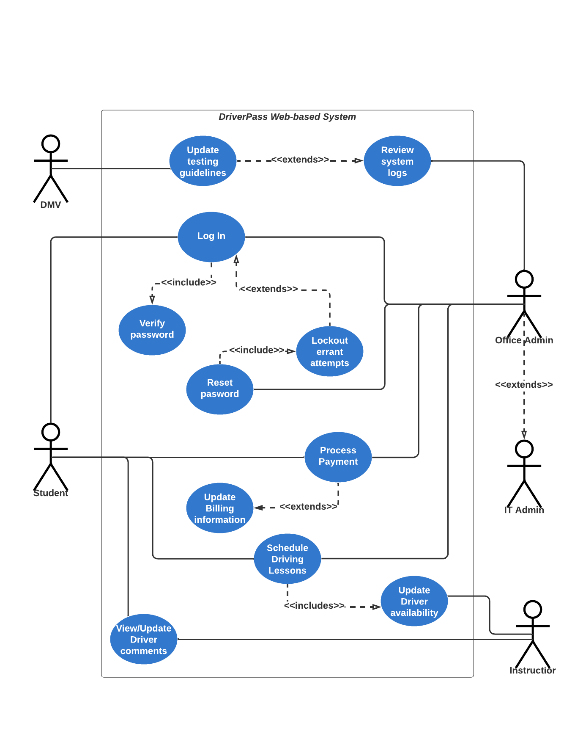 DriverPass Web-based System
Update
testing
guidelines
<<extends>>
Review
system
logs
DMV
Log In
<<include>>
<<extends>>
Verify
password
Lockout
errant
attempts
<<include>>
Reset
pasword
Office Admin
<<extends>>
Student
Process
Payment
Update
Billing
information
<<extends>>
IT Admin
Schedule
Driving
Lessons
<<includes>>
Update
Driver
availability
View/Update
Driver
comments
Instructior